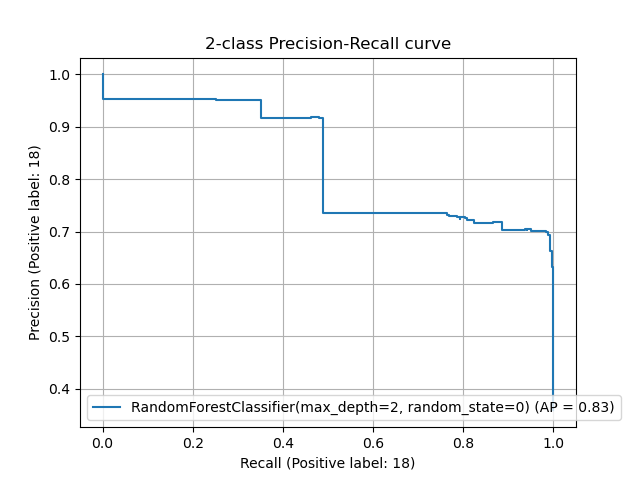 2-class Precision-Recall curve
1.0
0.9
0.8
0.7
0.6
0.5
0.4
Precision (Positive label: 18)
RandomForestClassifier(max_depth=2, random_state=0) (AP = 0.83)
0.0 0.2 0.4 0.6 0.8 1.0
Recall (Positive label: 18)